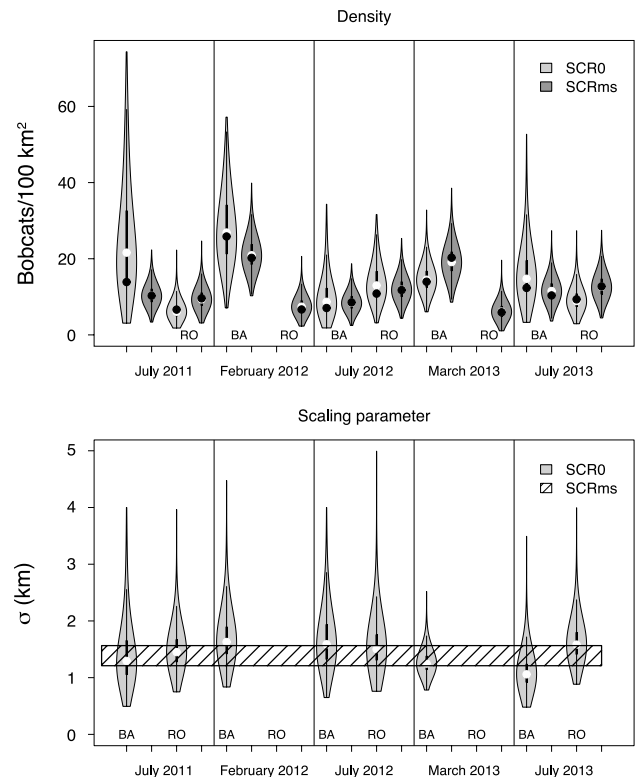 Density
SCR0
SCRms
Bobcats/100 km²
60
40
20
0
RO BA RO BA RO BA RO BA RO
July 2011 February 2012 July 2012 March 2013 July 2013
Scaling parameter
SCR0
SCRms
σ (km)
5
4
3
2
1
0
BA RO BA RO BA RO BA RO BA RO
July 2011 February 2012 July 2012 March 2013 July 2013